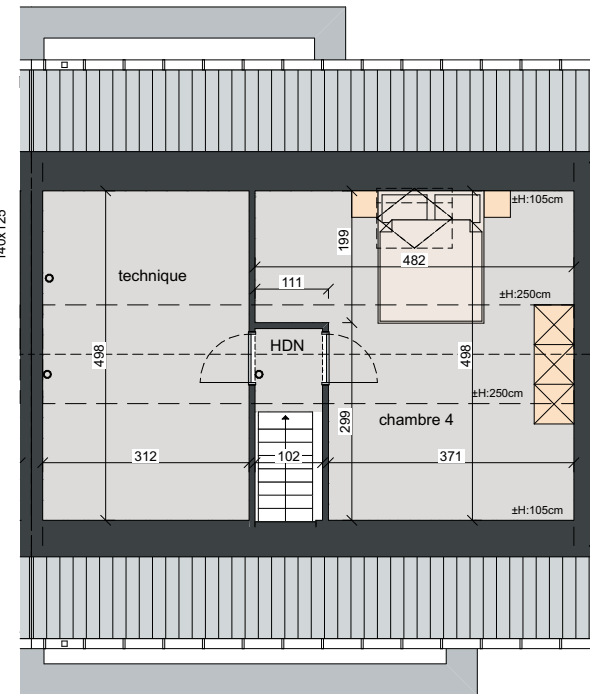 ±H:105cm
140x125
199
482
technique
111
±H:250cm
HDN
498
498
±H:250cm
299
chambre 4
312
102
371
±H:105cm